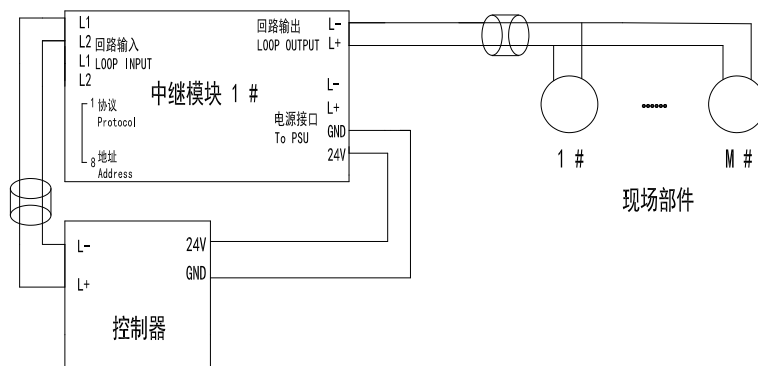 L1
L2
L1
L2
回路输入
LOOP INPUT
回路输出
LOOP OUTPUT
L-
L+
中继模块 1 #
1 协议
Protocol
8 地址
Address
L-
L+
电源接口
To PSU
GND
24V
1 #
......
M #
现场部件
L-
L+
24V
GND
控制器